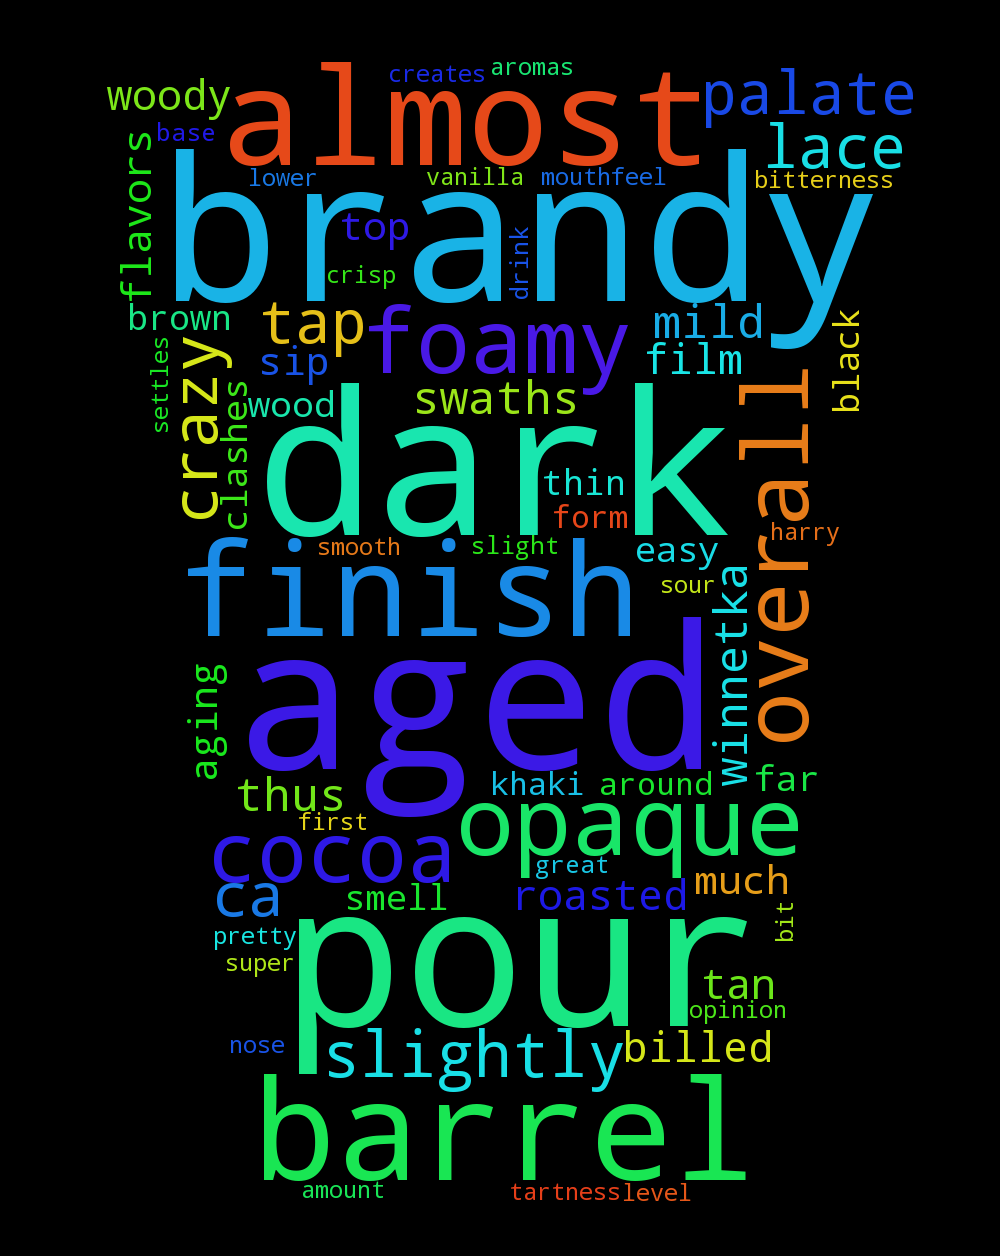 creates
aromas
almost
woody
palate
base
lace
flavors
lower
vanilla
mouthfeel
bitterness
brandy
top
drink
crisp
brown
tap
foamy
mild
black
settles
crazy
sip
film
clashes
wood
swaths
overall
dark
thin
form
harry
smooth
slight
easy
finish
sour
winnetka
aging
aged
thus
khaki
around
far
first
opaque
cocoa
great
ca
smell
roasted
much
bit
pretty
super
pour
tan
opinion
nose
slightly
billed
barrel
amount
tartness
level